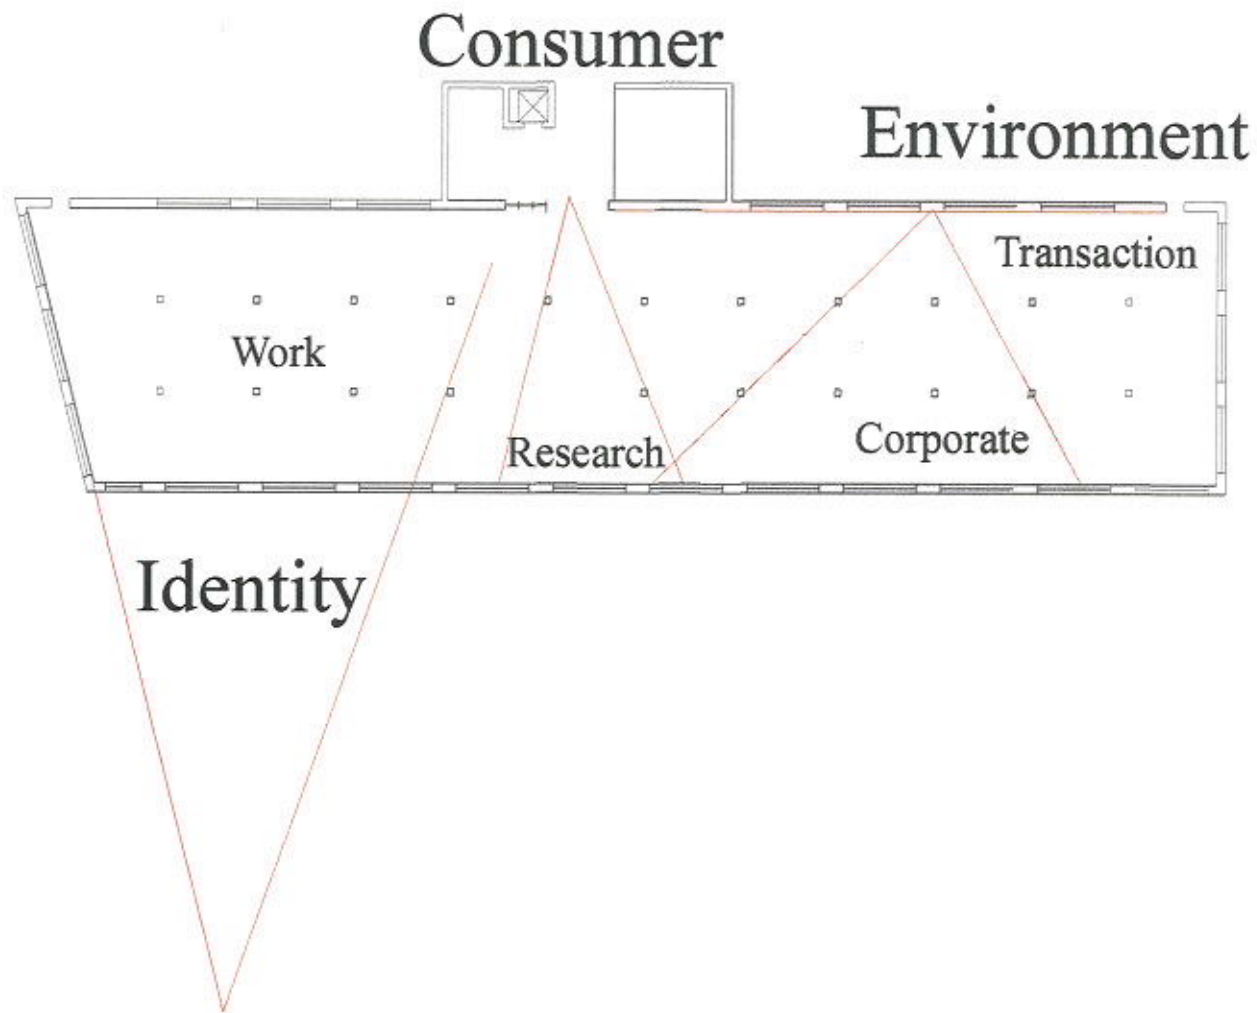 Consumer
Environment
Transaction
Work
Corporate
Research
Identity